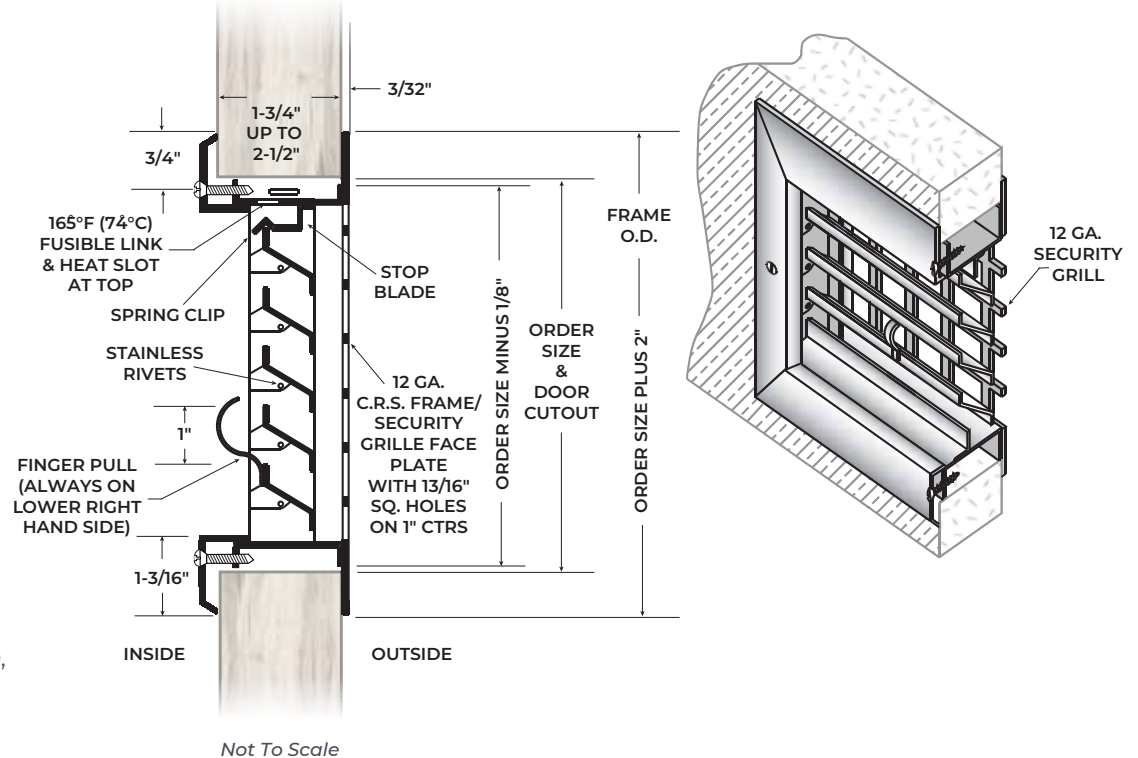 3/32"
1-3/4"
UP TO
2-1/2"
3/4"
165°F (74°C)
FUSIBLE LINK
& HEAT SLOT
AT TOP
SPRING CLIP
STAINLESS
RIVETS
1"
FINGER PULL
(ALWAYS ON
LOWER RIGHT
HAND SIDE)
1-3/16"
INSIDE
OUTSIDE
STOP
BLADE
12 GA.
C.R.S. FRAME/
SECURITY
GRILLE FACE
PLATE
WITH 13/16"
SQ. HOLES
ON 1" CTRS
ORDER SIZE MINUS 1/8"
ORDER
SIZE
&
DOOR
CUTOUT
FRAME
O.D.
ORDER SIZE PLUS 2"
12 GA.
SECURITY
GRILL
,
Not To Scale